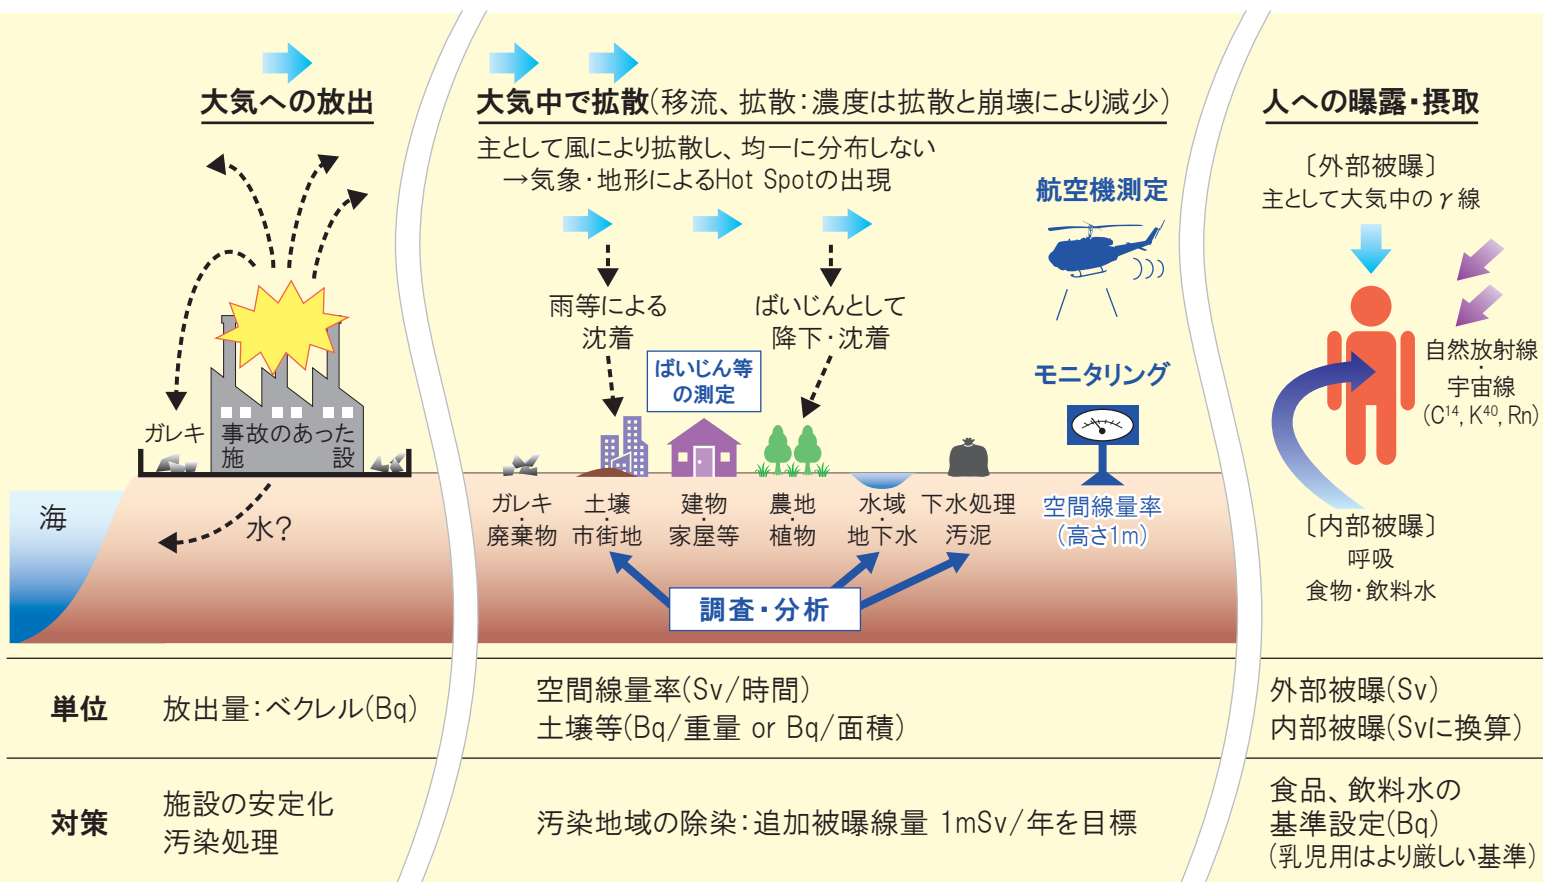 大気への放出
大気中で拡散(移流、拡散：濃度は拡散と崩壊により減少)
人への曝露・摂取
主として風により拡散し、均一に分布しない
→気象・地形によるHot Spotの出現
航空機測定
〔外部被曝〕
主として大気中のγ線
雨等による
沈着
ばいじんとして
降下・沈着
ばいじん等
の測定
モニタリング
自然放射線
・
宇宙線
(C¹⁴, K⁴⁰, Rn)
ガレキ
事故のあった
施 設
海
水?
ガレキ
・
廃棄物
土壌
・
市街地
建物
・
家屋等
農地
・
植物
水域
・
地下水
下水処理
汚泥
空間線量率
(高さ1m)
調査・分析
〔内部被曝〕
呼吸
食物・飲料水
単位
放出量：ベクレル(Bq)
空間線量率(Sv/時間)
土壌等(Bq/重量 or Bq/面積)
外部被曝(Sv)
内部被曝(Svに換算)
対策
施設の安定化
汚染処理
汚染地域の除染：追加被曝線量 1mSv/年を目標
食品、飲料水の
基準設定(Bq)
(乳児用はより厳しい基準)